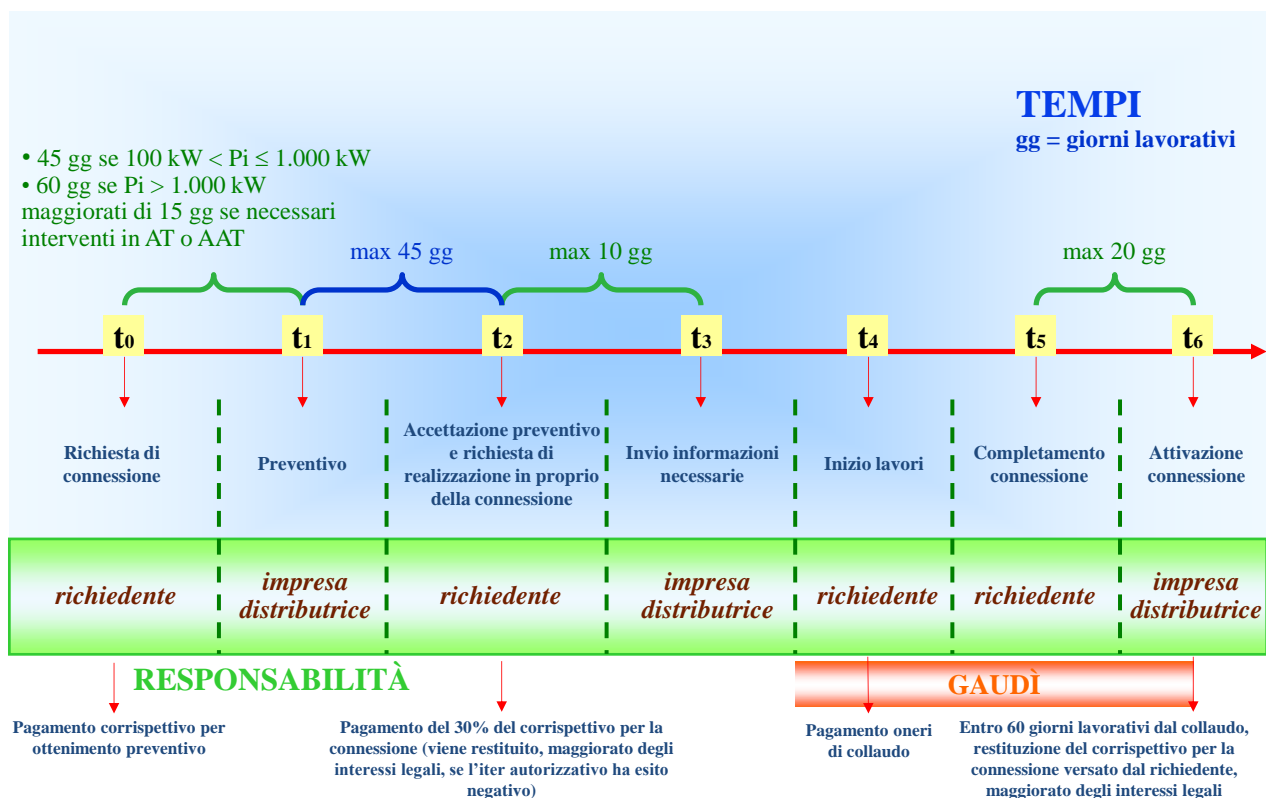 TEMPI
gg = giorni lavorativi
• 45 gg se 100 kW < Pi ≤ 1.000 kW
• 60 gg se Pi > 1.000 kW
maggiorati di 15 gg se necessari
interventi in AT o AAT
max 45 gg
max 10 gg
max 20 gg
t0
t1
t2
t3
t4
t5
t6
Richiesta di
connessione
Preventivo
Accettazione preventivo
e richiesta di
realizzazione in proprio
della connessione
Invio informazioni
necessarie
Inizio lavori
Completamento
connessione
Attivazione
connessione
richiedente
impresa
distributrice
richiedente
impresa
distributrice
richiedente
richiedente
impresa
distributrice
RESPONSABILITÀ
GAUDÌ
Pagamento corrispettivo per
ottenimento preventivo
Pagamento del 30% del corrispettivo per la
connessione (viene restituito, maggiorato degli
interessi legali, se l'iter autorizzativo ha esito
negativo)
Pagamento oneri
di collaudo
Entro 60 giorni lavorativi dal collaudo,
restituzione del corrispettivo per la
connessione versato dal richiedente,
maggiorato degli interessi legali